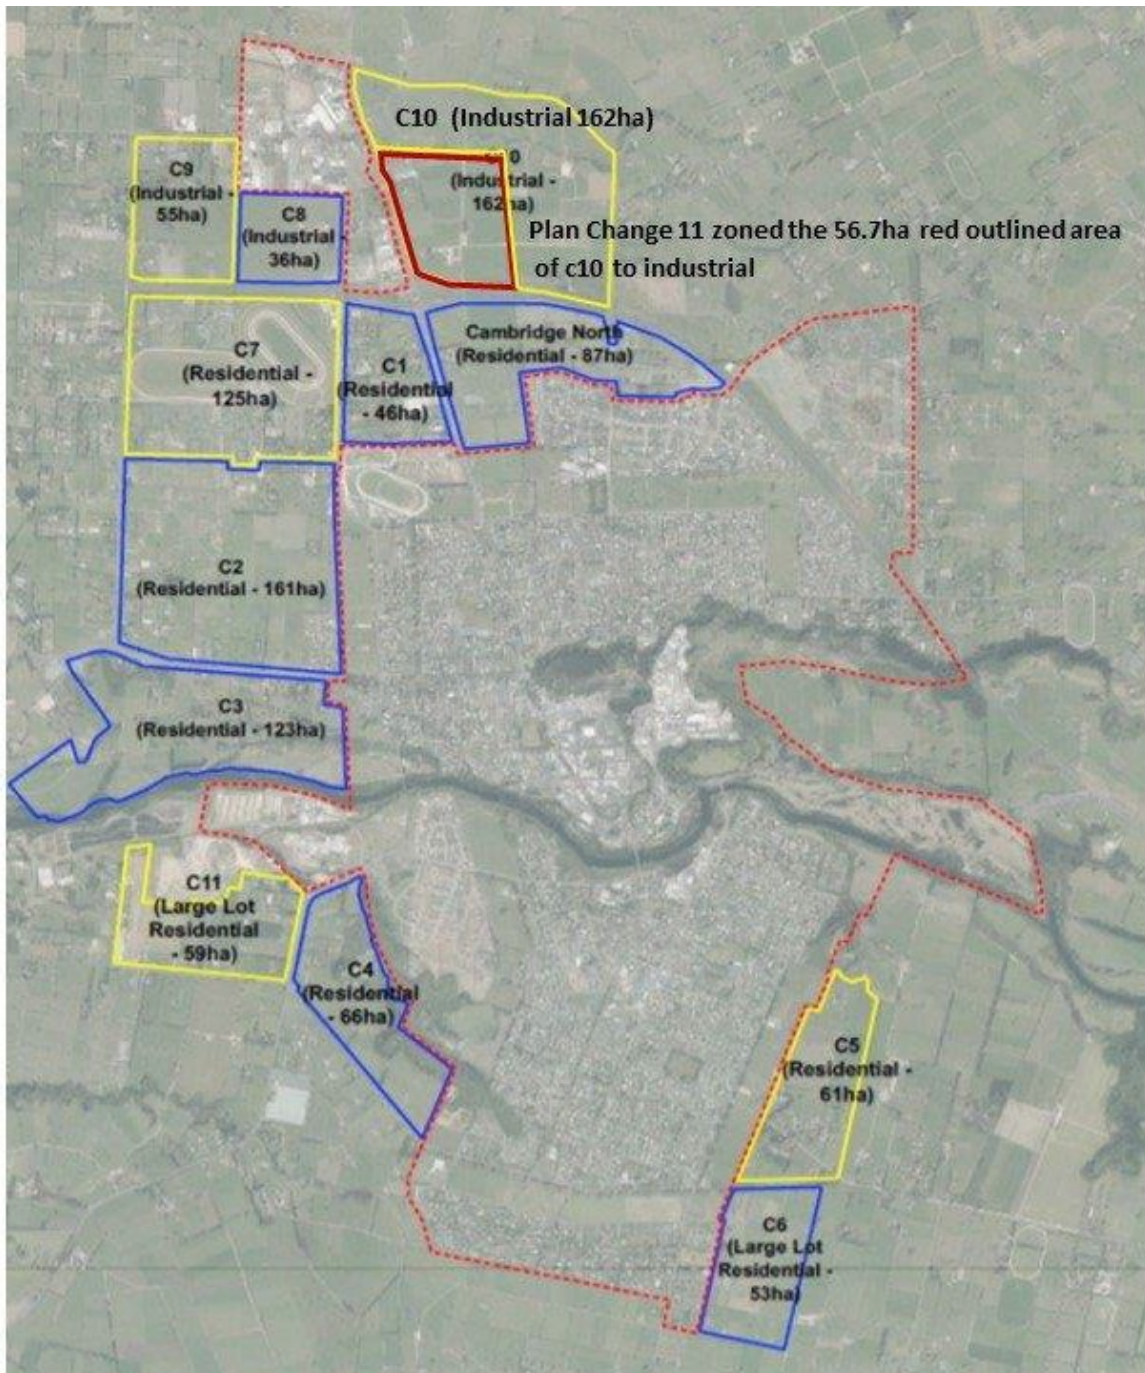 C10  (Industrial 162ha)
C9
(Industrial -
55ha)
0
(Industrial -
162ha)
C8
(Industrial -
36ha)
Plan Change 11 zoned the 56.7ha red outlined area
of c10 to industrial
Cambridge North
(Residential - 87ha)
C7
(Residential -
125ha)
C1
(Residential
- 46ha)
C2
(Residential - 161ha)
C3
(Residential - 123ha)
C11
(Large Lot
Residential
- 59ha)
C4
(Residential
- 66ha)
C5
(Residential -
61ha)
C6
(Large Lot
Residential -
53ha)